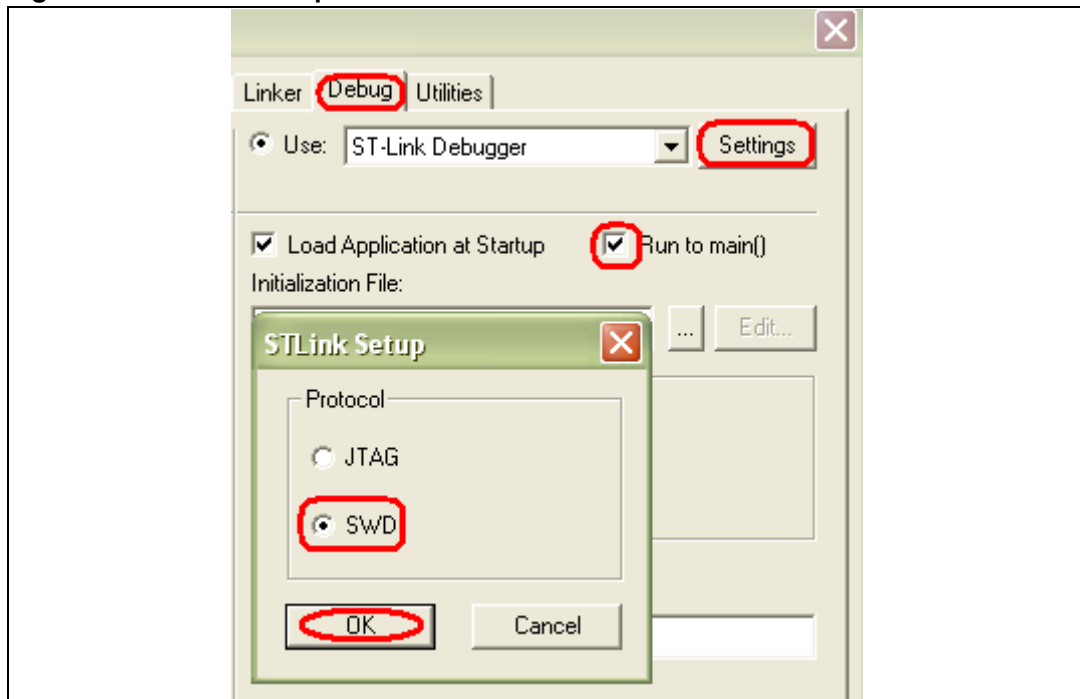 Linker Debug Utilities
Use: ST-Link Debugger Settings
Load Application at Startup Run to main()
Initialization File:
... Edit...
STLink Setup
Protocol
JTAG
SWD
OK Cancel